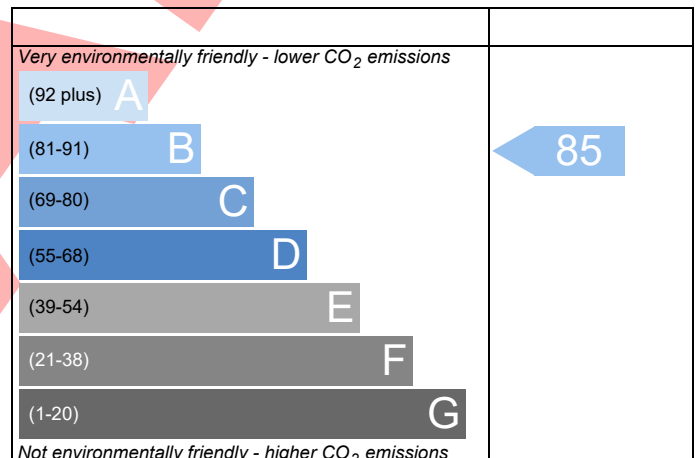 Very environmentally friendly - lower CO2 emissions
(92 plus) A
(81-91) B 85
(69-80) C
(55-68) D
(39-54) E
(21-38) F
(1-20) G
Not environmentally friendly - higher CO2 emissions